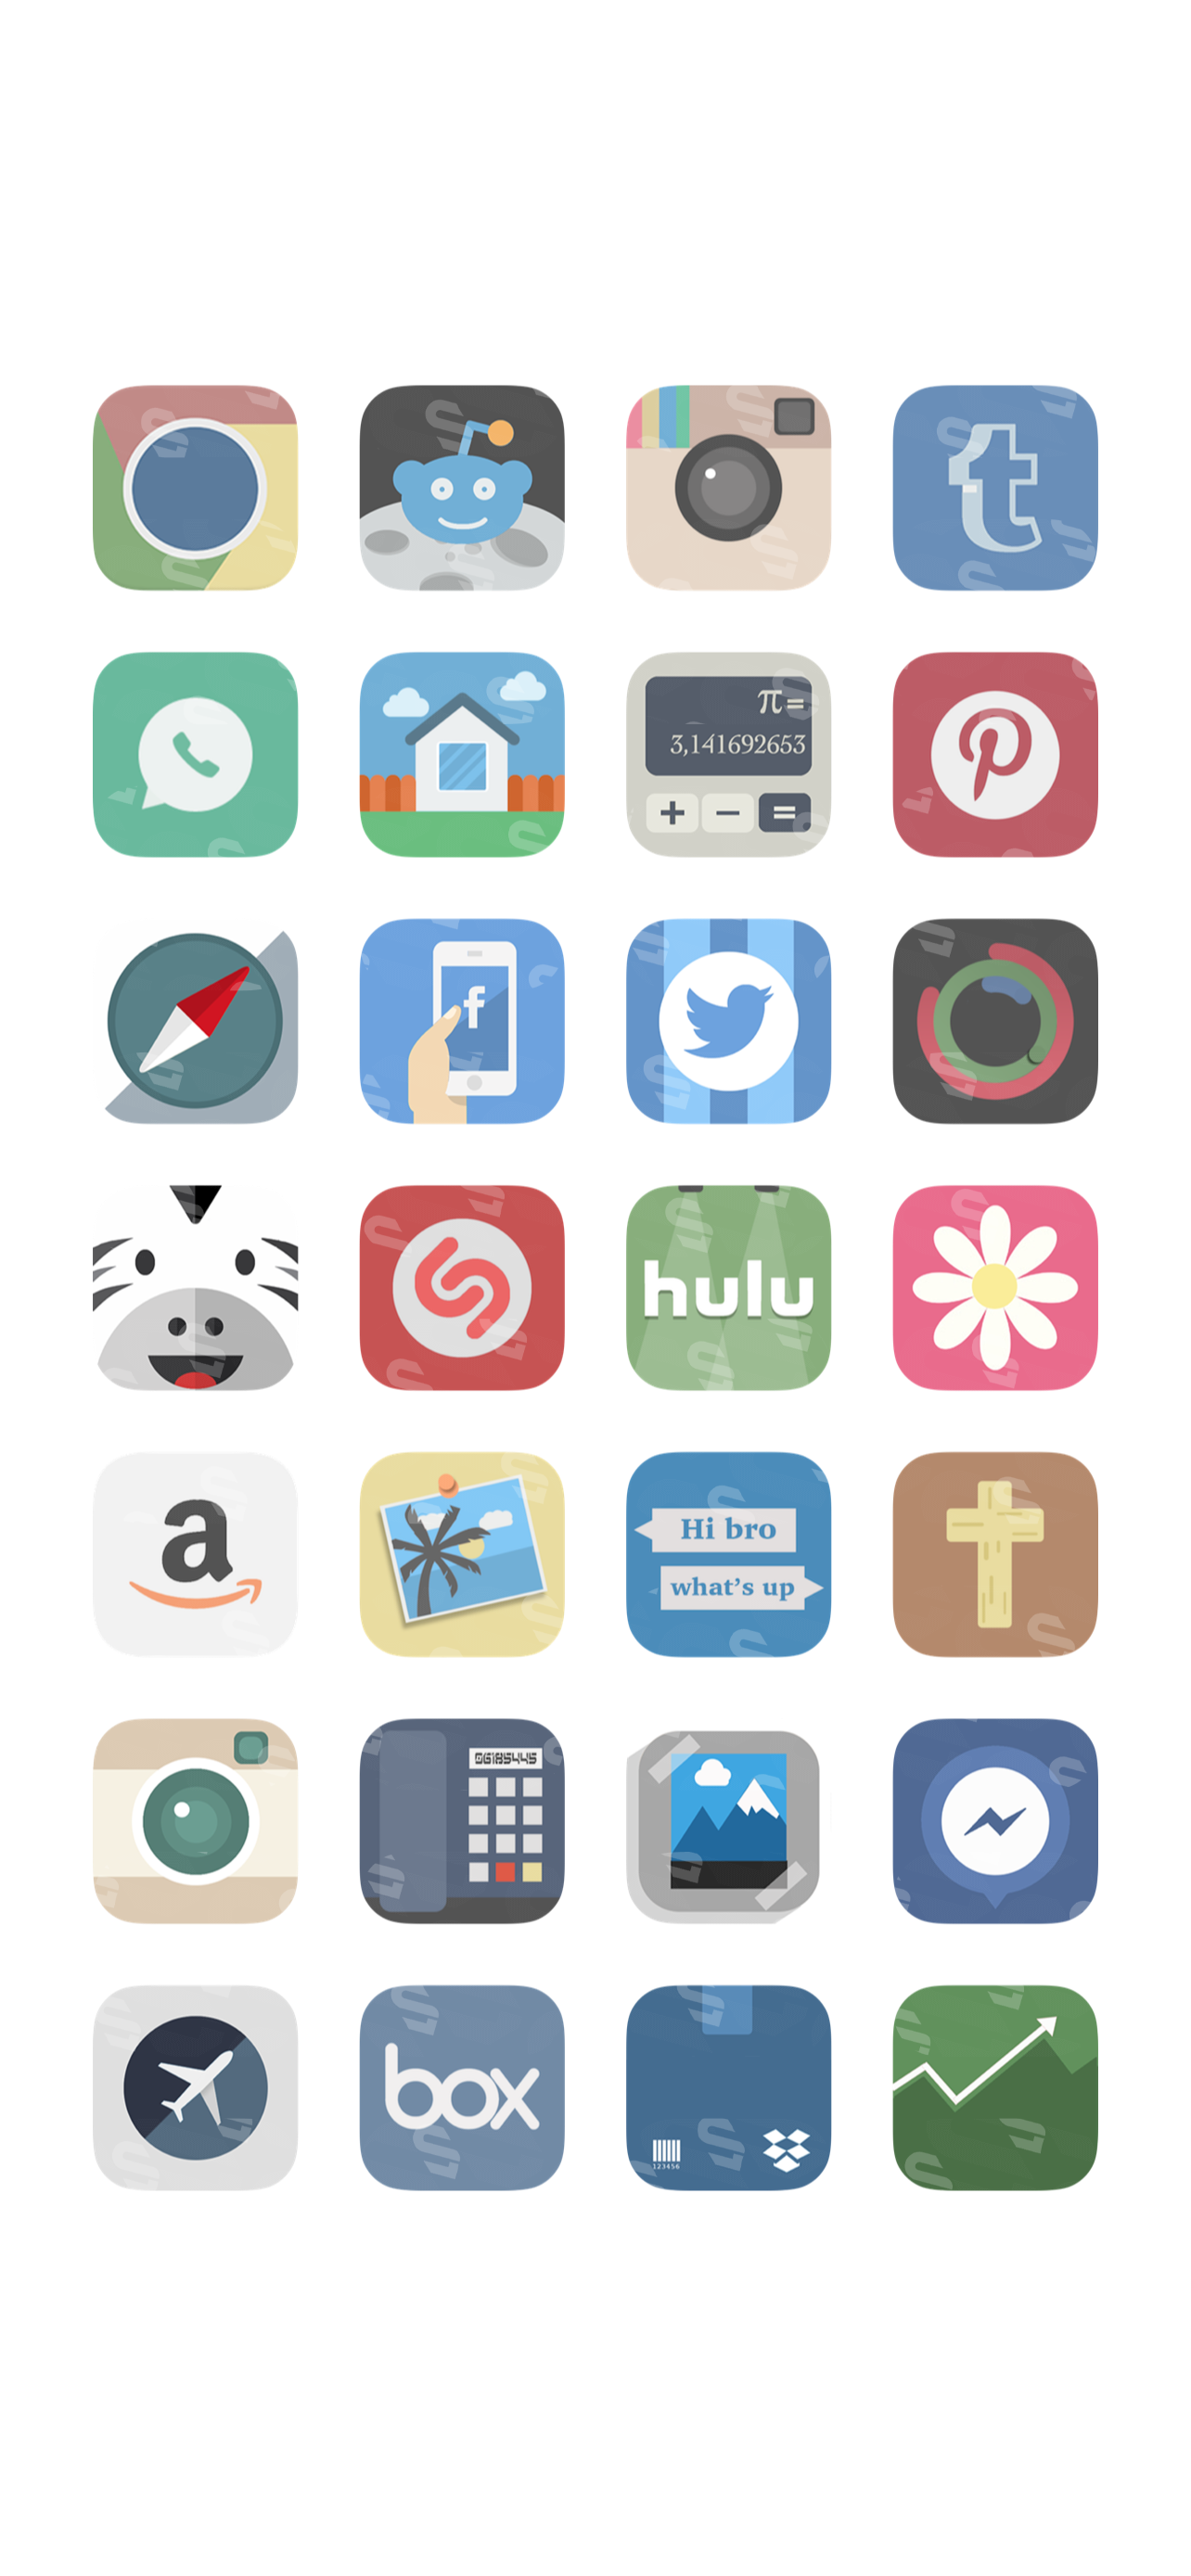 t
π=
3,141692653
+ − =
f
hulu
a
Hi bro
what's up
06185445
box
123456